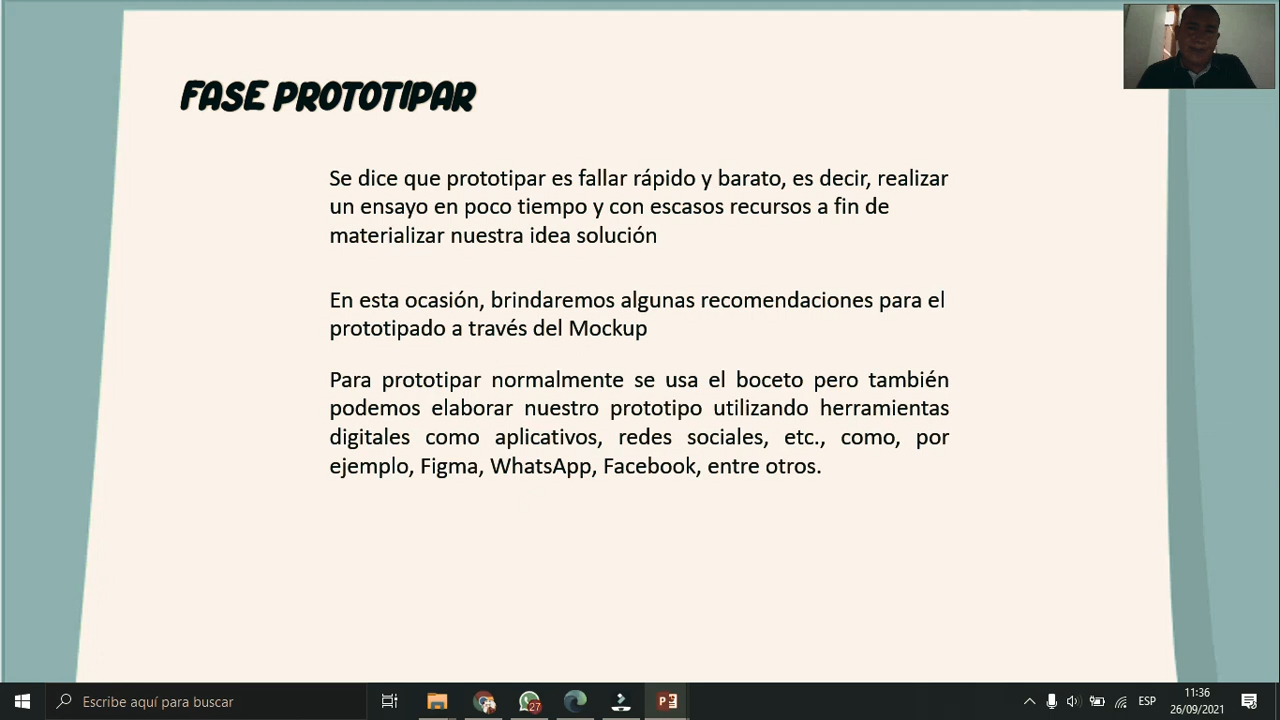 FASE PROTOTIPAR
Se dice que prototipar es fallar rápido y barato, es decir, realizar
un ensayo en poco tiempo y con escasos recursos a fin de
materializar nuestra idea solución
En esta ocasión, brindaremos algunas recomendaciones para el
prototipado a través del Mockup
Para prototipar normalmente se usa el boceto pero también
podemos elaborar nuestro prototipo utilizando herramientas
digitales como aplicativos, redes sociales, etc., como, por
ejemplo, Figma, WhatsApp, Facebook, entre otros.
Escribe aquí para buscar
27
ESP
11:36
26/09/2021